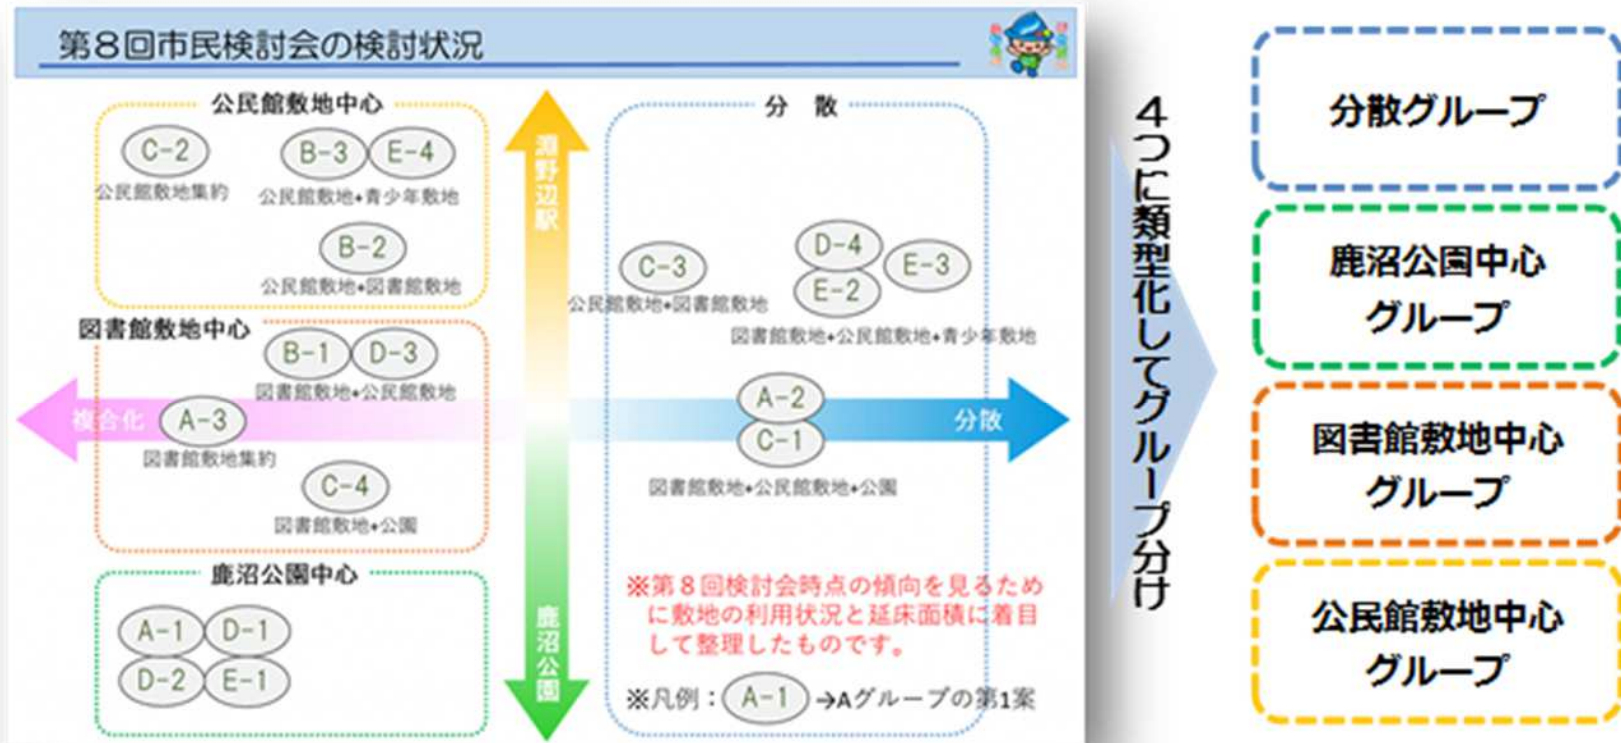 第8回市民検討会の検討状況
公民館敷地中心
C-2
B-3
E-4
公民館敷地集約
公民館敷地+青少年敷地
B-2
公民館敷地+図書館敷地
図書館敷地中心
B-1
D-3
図書館敷地+公民館敷地
複合化
A-3
図書館敷地集約
C-4
図書館敷地+公園
鹿沼公園中心
A-1
D-1
D-2
E-1
淵野辺駅
鹿沼公園
分 散
C-3
公民館敷地+図書館敷地
D-4
E-2
E-3
図書館敷地+公民館敷地+青少年敷地
A-2
C-1
分散
図書館敷地+公民館敷地+公園
※第8回検討会時点の傾向を見るため
に敷地の利用状況と延床面積に着目
して整理したものです。
※凡例：A-1→Aグループの第1案
4つに類型化してグループ分け
分散グループ
鹿沼公園中心
グループ
図書館敷地中心
グループ
公民館敷地中心
グループ